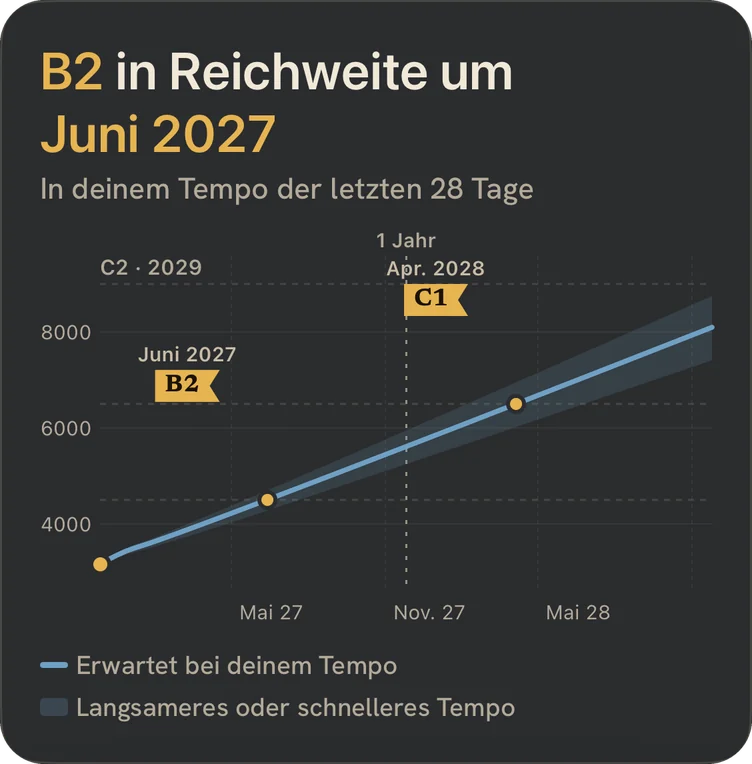 B2 in Reichweite um
Juni 2027
In deinem Tempo der letzten 28 Tage
1 Jahr
C2 · 2029
Apr. 2028
C1
8000
Juni 2027
B2
6000
4000
Mai 27
Nov. 27
Mai 28
Erwartet bei deinem Tempo
Langsameres oder schnelleres Tempo